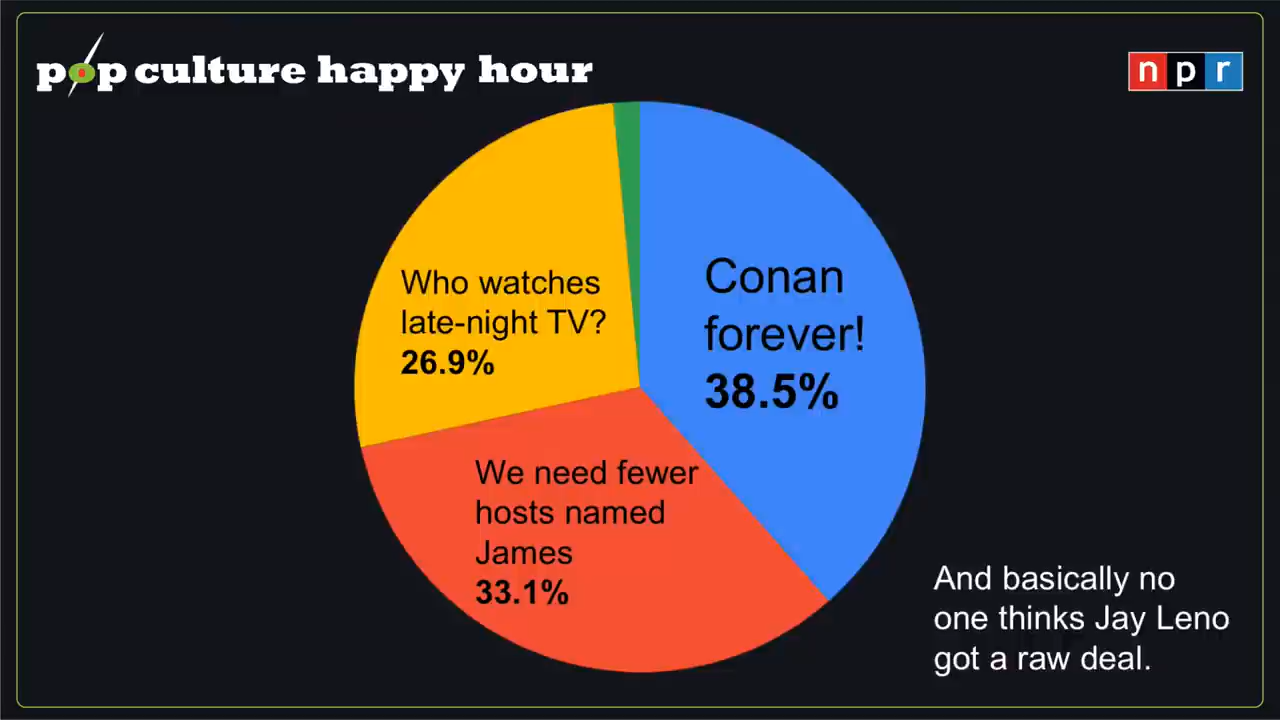 pop culture happy hour
npr
Who watches
late-night TV?
26.9%
Conan
forever!
38.5%
We need fewer
hosts named
James
33.1%
And basically no
one thinks Jay Leno
got a raw deal.